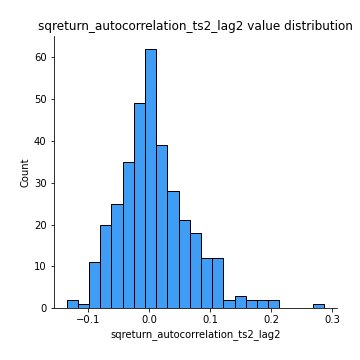 sqreturn_autocorrelation_ts2_lag2 value distribution
60
50
40
30
20
10
0
Count
−0.1 0.0 0.1 0.2 0.3
sqreturn_autocorrelation_ts2_lag2